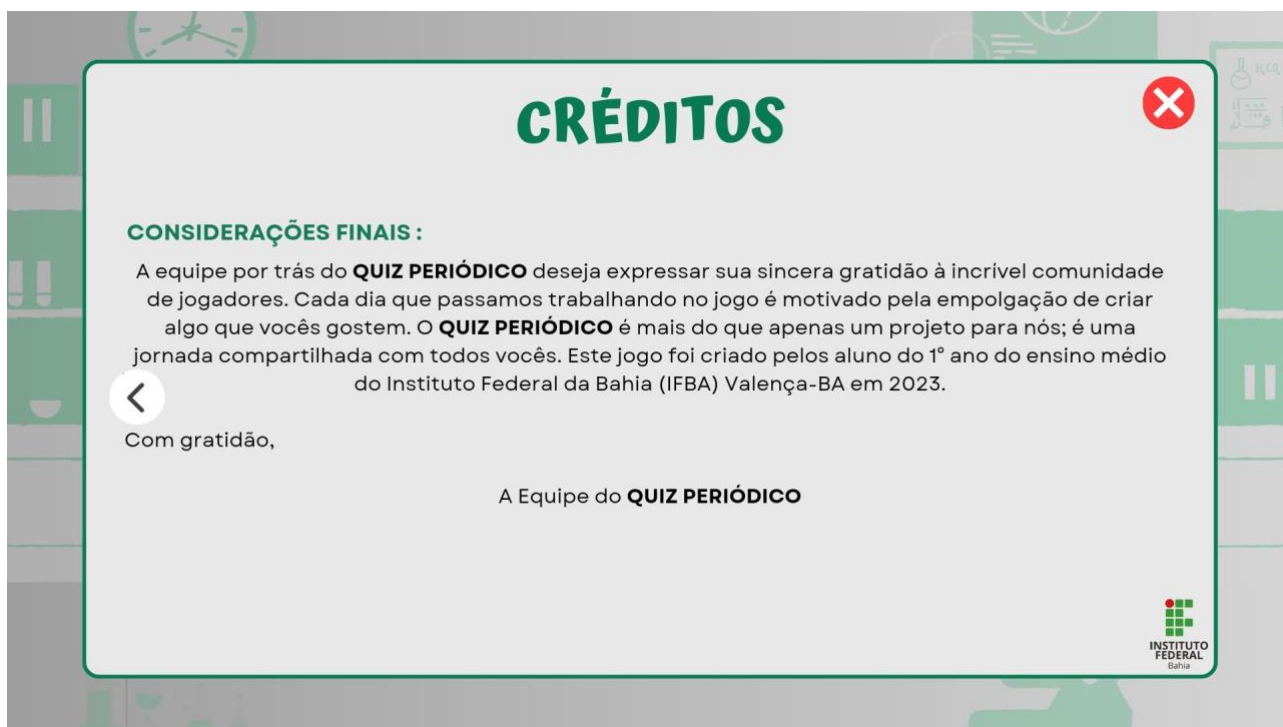 CRÉDITOS
CONSIDERAÇÕES FINAIS :
A equipe por trás do QUIZ PERIÓDICO deseja expressar sua sincera gratidão à incrível comunidade
de jogadores. Cada dia que passamos trabalhando no jogo é motivado pela empolgação de criar
algo que vocês gostem. O QUIZ PERIÓDICO é mais do que apenas um projeto para nós; é uma
jornada compartilhada com todos vocês. Este jogo foi criado pelos aluno do 1° ano do ensino médio
do Instituto Federal da Bahia (IFBA) Valença-BA em 2023.
Com gratidão,
A Equipe do QUIZ PERIÓDICO
INSTITUTO
FEDERAL
Bahia